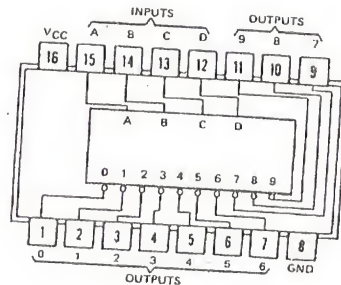 INPUTS OUTPUTS
VCC A B C D 9 8 7
16 15 14 13 12 11 10 9
A B C D
0 1 2 3 4 5 6 7 8 9
1 2 3 4 5 6 7 8
0 1 2 3 4 5 6 GND
OUTPUTS